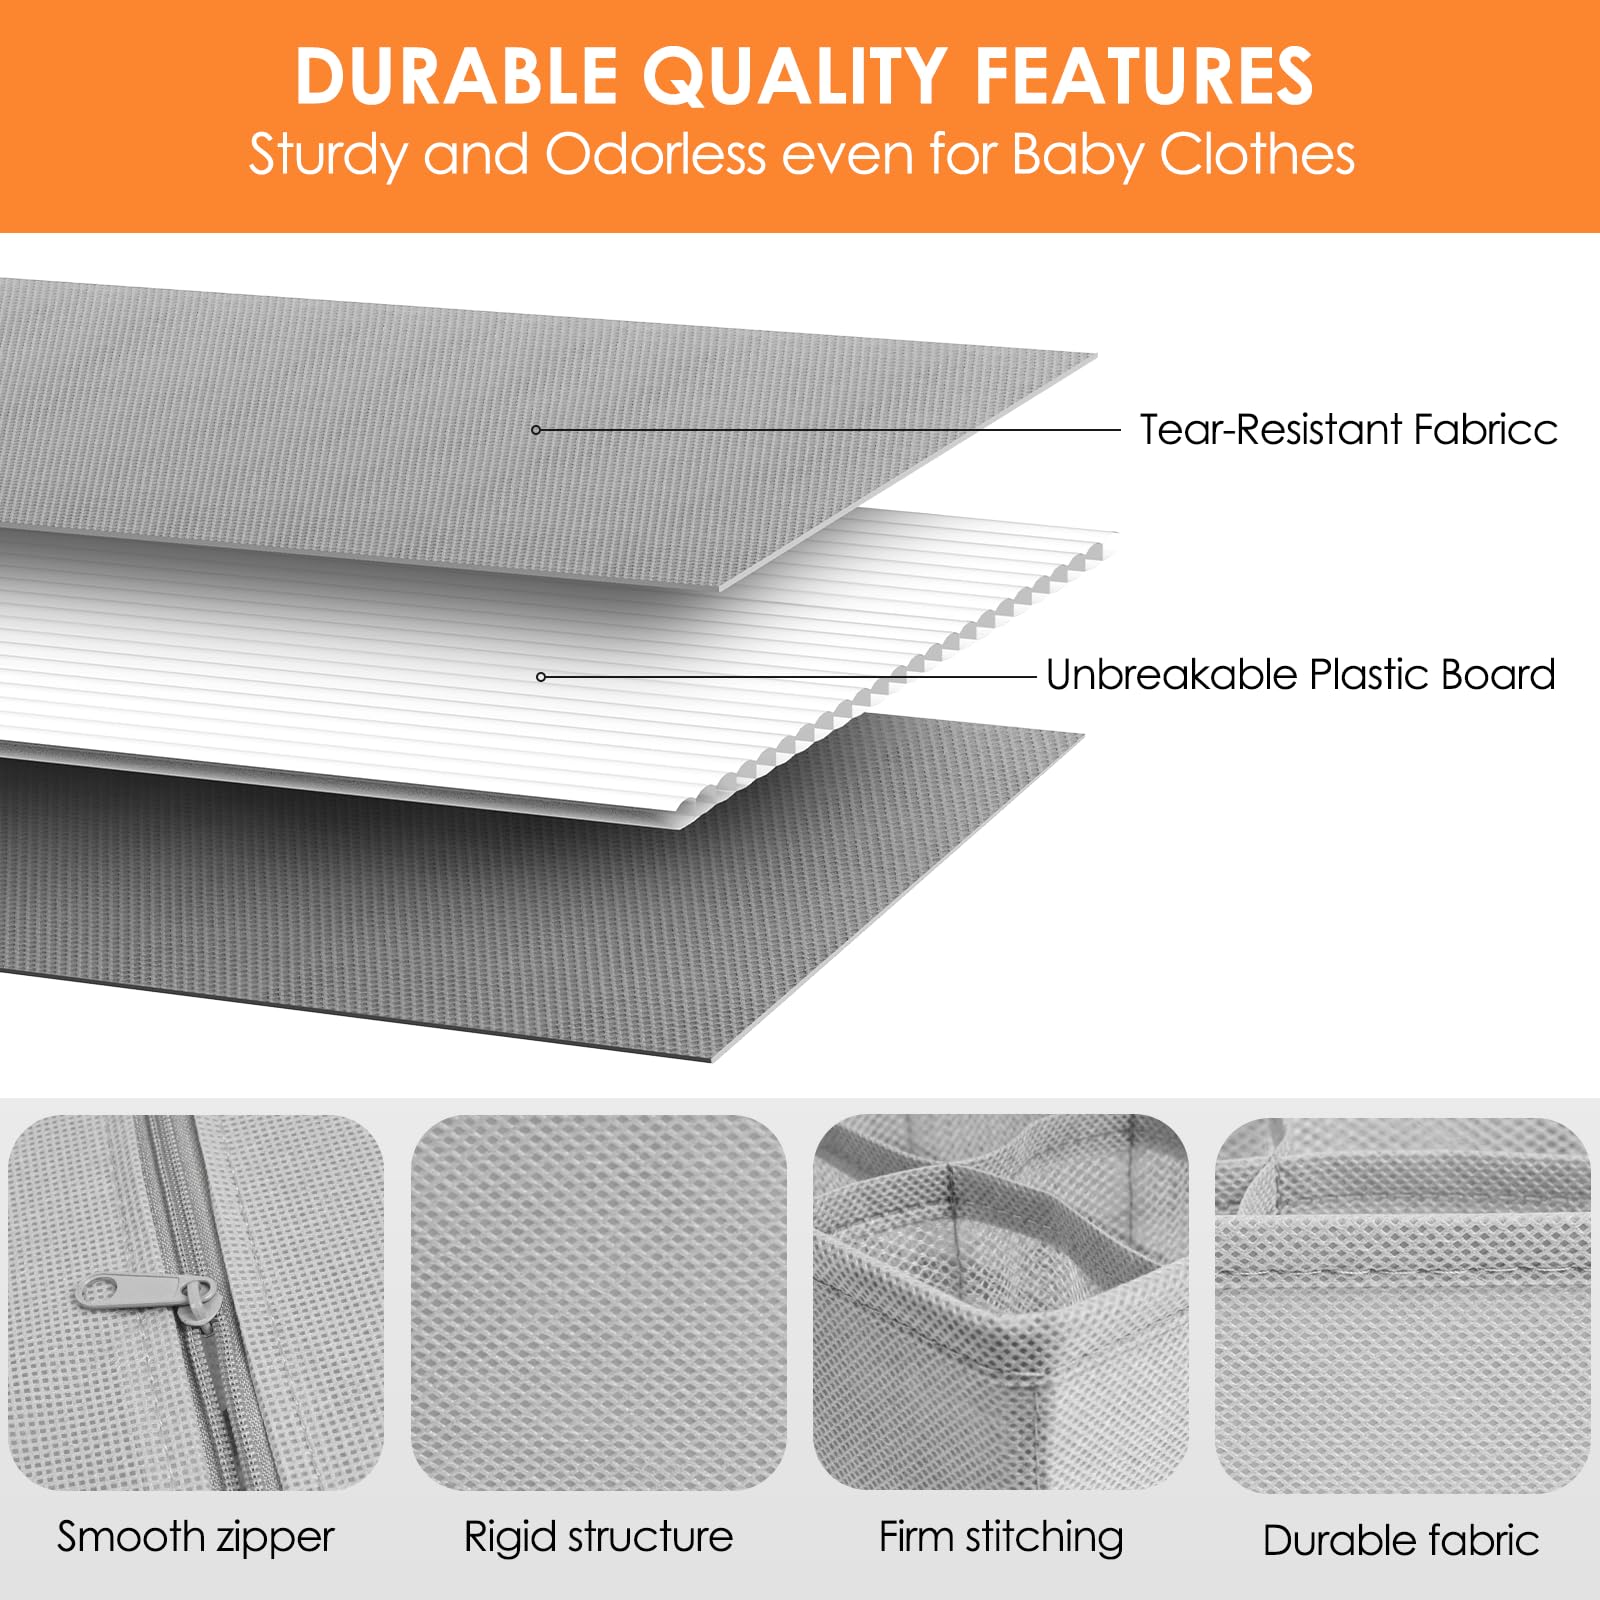 DURABLE QUALITY FEATURES
Sturdy and Odorless even for Baby Clothes
Tear-Resistant Fabricc
Unbreakable Plastic Board
Smooth zipper
Rigid structure
Firm stitching
Durable fabric